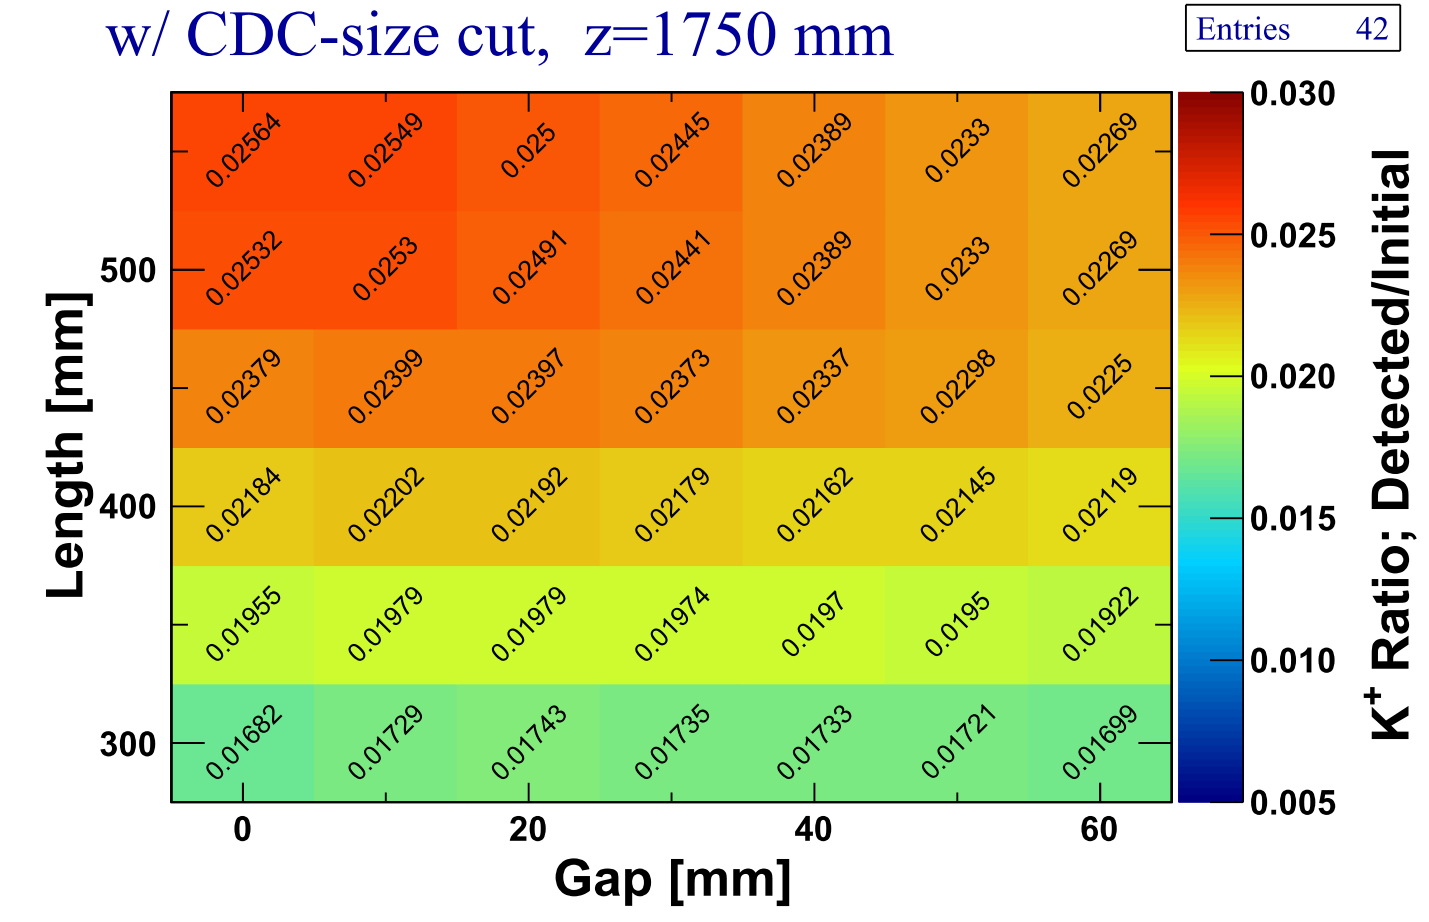 w/ CDC-size cut, z=1750 mm
Entries 42
0.02564 0.02549 0.025 0.02445 0.02389 0.0233 0.02269
500 0.02532 0.0253 0.02491 0.02441 0.02389 0.0233 0.02269
0.02379 0.02399 0.02397 0.02373 0.02337 0.02298 0.0225
400 0.02184 0.02202 0.02192 0.02179 0.02162 0.02145 0.02119
0.01955 0.01979 0.01979 0.01974 0.0197 0.0195 0.01922
300 0.01682 0.01729 0.01743 0.01735 0.01733 0.01721 0.01699
0 20 40 60
Gap [mm]
Length [mm]
0.030
0.025
0.020
0.015
0.010
0.005
K⁺ Ratio; Detected/Initial